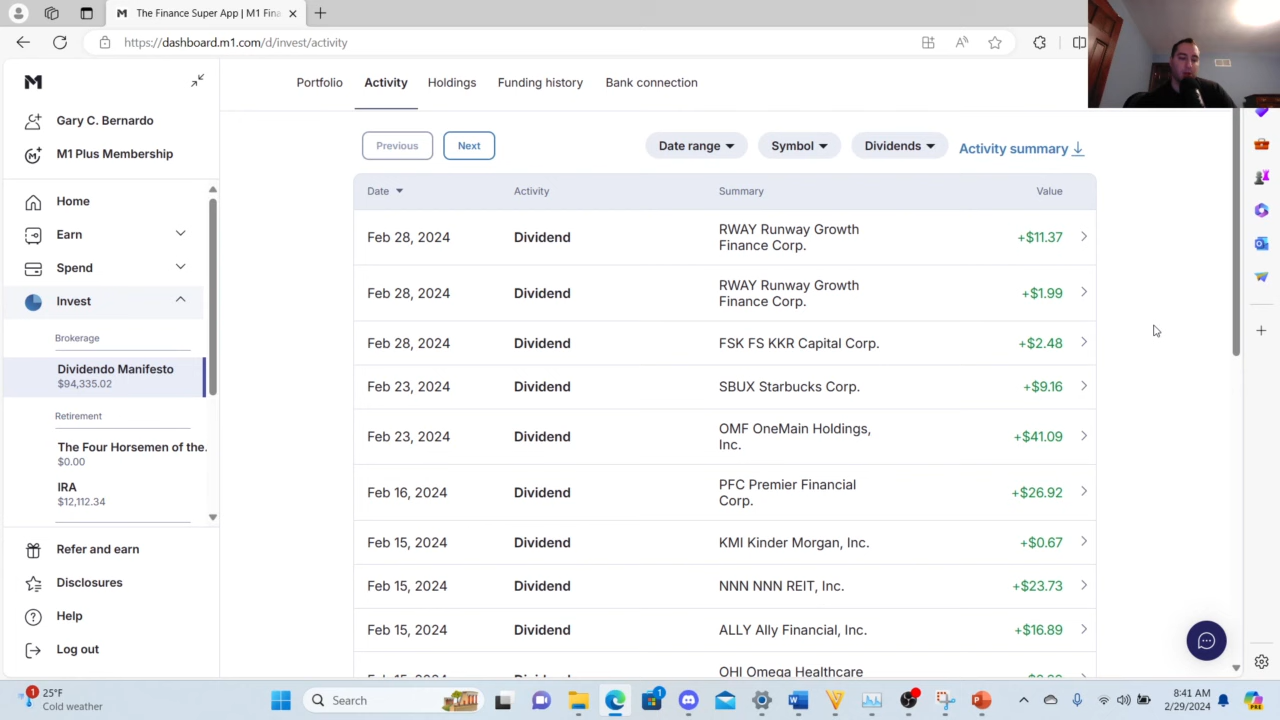 The Finance Super App | M1 Fina
https://dashboard.m1.com/d/invest/activity
Portfolio
Activity
Holdings
Funding history
Bank connection
Gary C. Bernardo
M1 Plus Membership
Home
Earn
Spend
Invest
Brokerage
Dividendo Manifesto
$94,335.02
Retirement
The Four Horsemen of the.
$0.00
IRA
$12,112.34
Refer and earn
Disclosures
Help
Log out
Previous
Next
Date range
Symbol
Dividends
Activity summary
Date Activity Summary Value
Feb 28, 2024 Dividend RWAY Runway Growth
Finance Corp. +$11.37
Feb 28, 2024 Dividend RWAY Runway Growth
Finance Corp. +$1.99
Feb 28, 2024 Dividend FSK FS KKR Capital Corp. +$2.48
Feb 23, 2024 Dividend SBUX Starbucks Corp. +$9.16
Feb 23, 2024 Dividend OMF OneMain Holdings,
Inc. +$41.09
Feb 16, 2024 Dividend PFC Premier Financial
Corp. +$26.92
Feb 15, 2024 Dividend KMI Kinder Morgan, Inc. +$0.67
Feb 15, 2024 Dividend NNN NNN REIT, Inc. +$23.73
Feb 15, 2024 Dividend ALLY Ally Financial, Inc. +$16.89
Feb 15, 2024 Dividend OHI Omega Healthcare
1
25°F
Cold weather
Search
1
8:41 AM
2/29/2024
PRE